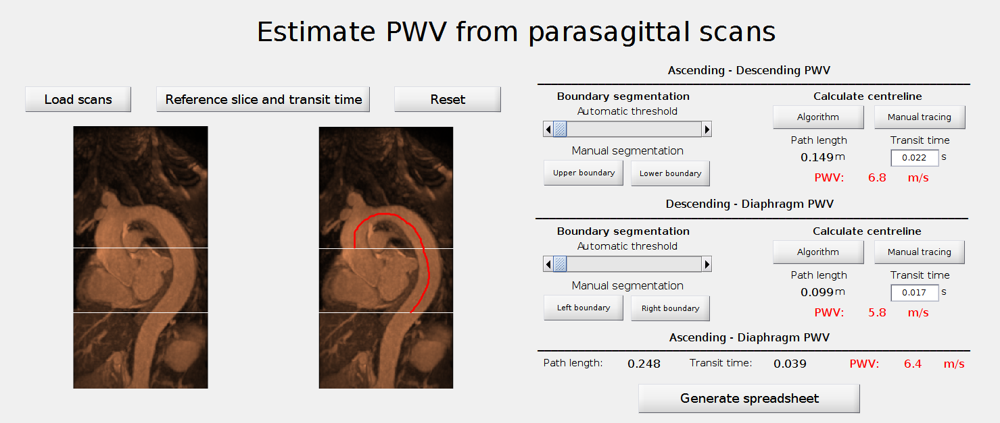 Estimate PWV from parasagittal scans
Load scans
Reference slice and transit time
Reset
Ascending - Descending PWV
Boundary segmentation
Automatic threshold
Manual segmentation
Upper boundary
Lower boundary
Calculate centreline
Algorithm
Manual tracing
Path length
Transit time
0.149 m
0.022 s
PWV: 6.8 m/s
Descending - Diaphragm PWV
Boundary segmentation
Automatic threshold
Manual segmentation
Left boundary
Right boundary
Calculate centreline
Algorithm
Manual tracing
Path length
Transit time
0.099 m
0.017 s
PWV: 5.8 m/s
Ascending - Diaphragm PWV
Path length: 0.248 Transit time: 0.039 PWV: 6.4 m/s
Generate spreadsheet